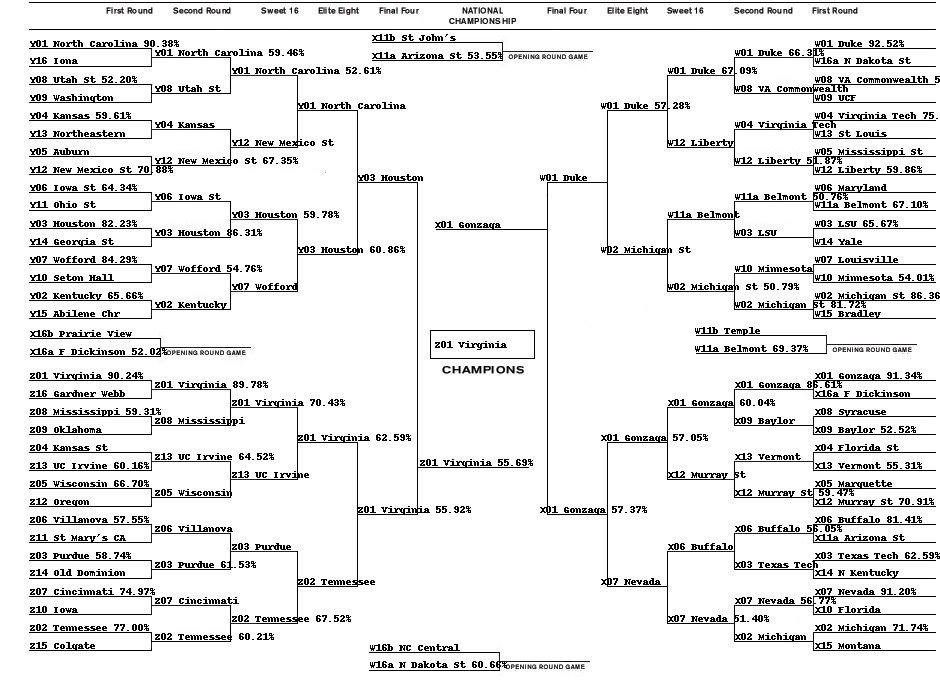 First Round
Second Round
Sweet 16
Elite Eight
Final Four
NATIONAL
CHAMPIONSHIP
Final Four
Elite Eight
Sweet 16
Second Round
First Round
Y01 North Carolina 90.38%
Y16 Iona
Y08 Utah St 52.20%
Y09 Washington
Y04 Kansas 59.61%
Y13 Northeastern
Y05 Auburn
Y12 New Mexico St 70.88%
Y06 Iowa St 64.34%
Y11 Ohio St
Y03 Houston 82.23%
Y14 Georgia St
Y07 Wofford 84.29%
Y10 Seton Hall
Y02 Kentucky 65.66%
Y15 Abilene Chr
Y01 North Carolina 59.46%
Y08 Utah St
Y04 Kansas
Y12 New Mexico St 67.35%
Y06 Iowa St
Y03 Houston 86.31%
Y07 Wofford 54.76%
Y02 Kentucky
Y01 North Carolina 52.61%
Y12 New Mexico St
Y03 Houston 59.78%
Y07 Wofford
Y01 North Carolina
Y03 Houston 60.86%
Y03 Houston
X16b Prairie View
X16a F Dickinson 52.02%
OPENING ROUND GAME
Z01 Virginia 90.24%
Z16 Gardner Webb
Z08 Mississippi 59.31%
Z09 Oklahoma
Z04 Kansas St
Z13 UC Irvine 60.16%
Z05 Wisconsin 66.70%
Z12 Oregon
Z06 Villanova 57.55%
Z11 St Mary's CA
Z03 Purdue 58.74%
Z14 Old Dominion
Z07 Cincinnati 74.97%
Z10 Iowa
Z02 Tennessee 77.00%
Z15 Colgate
Z01 Virginia 89.78%
Z08 Mississippi
Z13 UC Irvine 64.52%
Z05 Wisconsin
Z06 Villanova
Z03 Purdue 61.53%
Z07 Cincinnati
Z02 Tennessee 60.21%
Z01 Virginia 70.43%
Z13 UC Irvine
Z03 Purdue
Z02 Tennessee 67.52%
Z01 Virginia 62.59%
Z02 Tennessee
Z01 Virginia 55.92%
X11b St John's
X11a Arizona St 53.55%
OPENING ROUND GAME
X01 Gonzaga
Z01 Virginia
CHAMPIONS
Z01 Virginia 55.69%
W16b NC Central
W16a N Dakota St 60.66%
OPENING ROUND GAME
W01 Duke
W01 Duke 57.28%
W02 Michigan St
W01 Duke 67.09%
W12 Liberty
W11a Belmont
W02 Michigan St 50.79%
W01 Duke 66.31%
W08 VA Commonwealth
W04 Virginia Tech
W12 Liberty 51.87%
W11a Belmont 50.76%
W03 LSU
W10 Minnesota
W02 Michigan St 81.72%
W01 Duke 92.52%
W16a N Dakota St
W08 VA Commonwealth 5
W09 UCF
W04 Virginia Tech 75.
W13 St Louis
W05 Mississippi St
W12 Liberty 59.86%
W06 Maryland
W11a Belmont 67.10%
W03 LSU 65.67%
W14 Yale
W07 Louisville
W10 Minnesota 54.01%
W02 Michigan St 86.36
W15 Bradley
W11b Temple
W11a Belmont 69.37%
OPENING ROUND GAME
X01 Gonzaga 57.37%
X01 Gonzaga 57.05%
X07 Nevada
X01 Gonzaga 60.04%
X12 Murray St
X06 Buffalo
X07 Nevada 51.40%
X01 Gonzaga 86.61%
X09 Baylor
X13 Vermont
X12 Murray St 59.47%
X06 Buffalo 56.05%
X03 Texas Tech
X07 Nevada 56.77%
X02 Michigan
X01 Gonzaga 91.34%
X16a F Dickinson
X08 Syracuse
X09 Baylor 52.52%
X04 Florida St
X13 Vermont 55.31%
X05 Marquette
X12 Murray St 70.91%
X06 Buffalo 81.41%
X11a Arizona St
X03 Texas Tech 62.59%
X14 N Kentucky
X07 Nevada 91.20%
X10 Florida
X02 Michigan 71.74%
X15 Montana